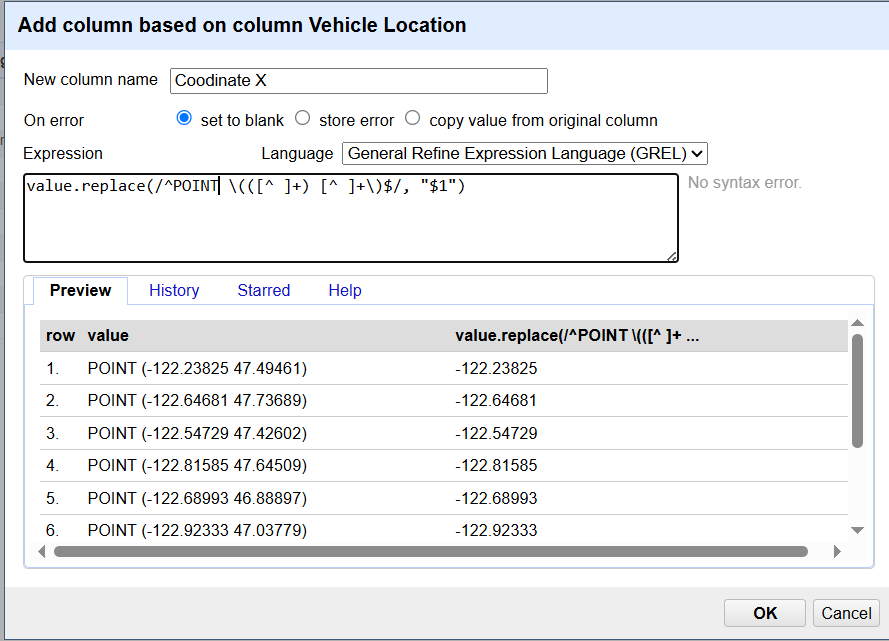 Add column based on column Vehicle Location
New column name Coodinate X
On error set to blank store error copy value from original column
Expression Language General Refine Expression Language (GREL)
value.replace(/^POINT \(([^ ]+) [^ ]+\)$/, "$1") No syntax error.
Preview History Starred Help
row value value.replace(/^POINT \(([^ ]+ ...
1. POINT (-122.23825 47.49461) -122.23825
2. POINT (-122.64681 47.73689) -122.64681
3. POINT (-122.54729 47.42602) -122.54729
4. POINT (-122.81585 47.64509) -122.81585
5. POINT (-122.68993 46.88897) -122.68993
6. POINT (-122.92333 47.03779) -122.92333
OK Cancel